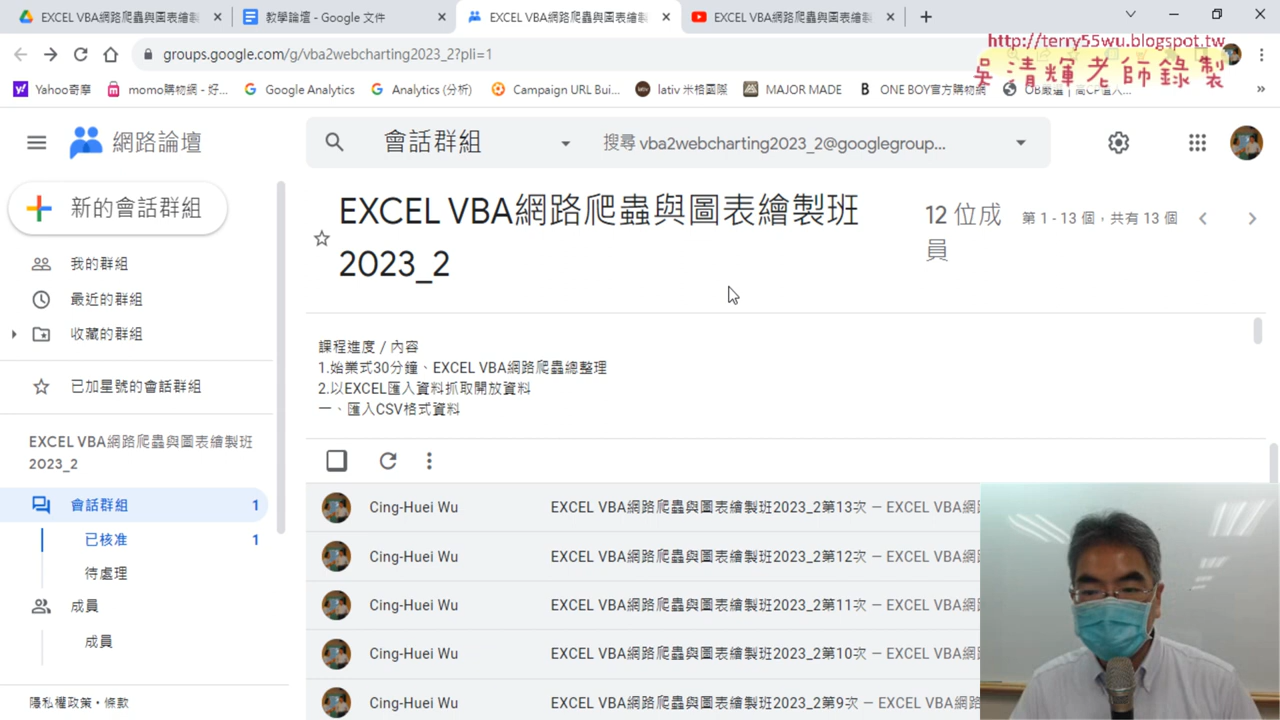 EXCEL VBA網路爬蟲與圖表繪製
教學論壇 - Google 文件
EXCEL VBA網路爬蟲與圖表繪製
EXCEL VBA網路爬蟲與圖表繪製
groups.google.com/g/vba2webcharting2023_2?pli=1
http://terry55wu.blogspot.tw
吳清輝老師錄製
Yahoo奇摩
momo購物網 - 好...
Google Analytics
Analytics (分析)
Campaign URL Bui...
lativ 米格國際
MAJOR MADE
ONE BOY官方購物網
網路論壇
會話群組
搜尋 vba2webcharting2023_2@googlegroup...
新的會話群組
EXCEL VBA網路爬蟲與圖表繪製班
2023_2
12 位成員
第 1 - 13 個，共有 13 個
我的群組
最近的群組
收藏的群組
已加星號的會話群組
EXCEL VBA網路爬蟲與圖表繪製班
2023_2
會話群組 1
已核准 1
待處理
成員
成員
隱私權政策 • 條款
課程進度 / 內容
1.始業式30分鐘、EXCEL VBA網路爬蟲總整理
2.以EXCEL匯入資料抓取開放資料
一、匯入CSV格式資料
Cing-Huei Wu EXCEL VBA網路爬蟲與圖表繪製班2023_2第13次 – EXCEL VBA網
Cing-Huei Wu EXCEL VBA網路爬蟲與圖表繪製班2023_2第12次 – EXCEL VBA網
Cing-Huei Wu EXCEL VBA網路爬蟲與圖表繪製班2023_2第11次 – EXCEL VBA網
Cing-Huei Wu EXCEL VBA網路爬蟲與圖表繪製班2023_2第10次 – EXCEL VBA網
Cing-Huei Wu EXCEL VBA網路爬蟲與圖表繪製班2023_2第9次 – EXCEL VBA網